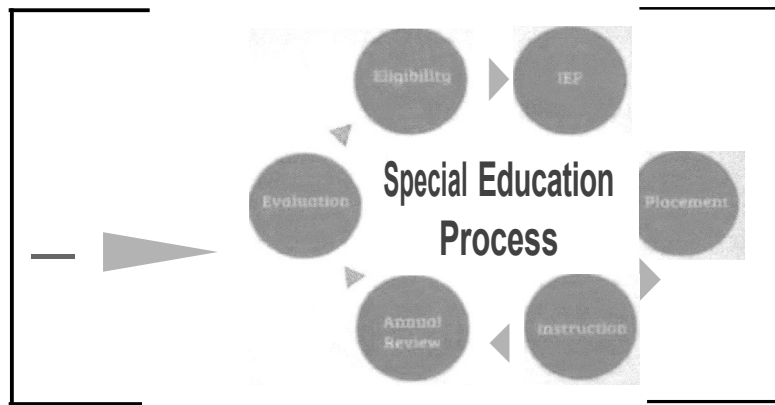 Eligibility
IEP
Evaluation
Special Education
Process
Placement
Annual
Review
Instruction